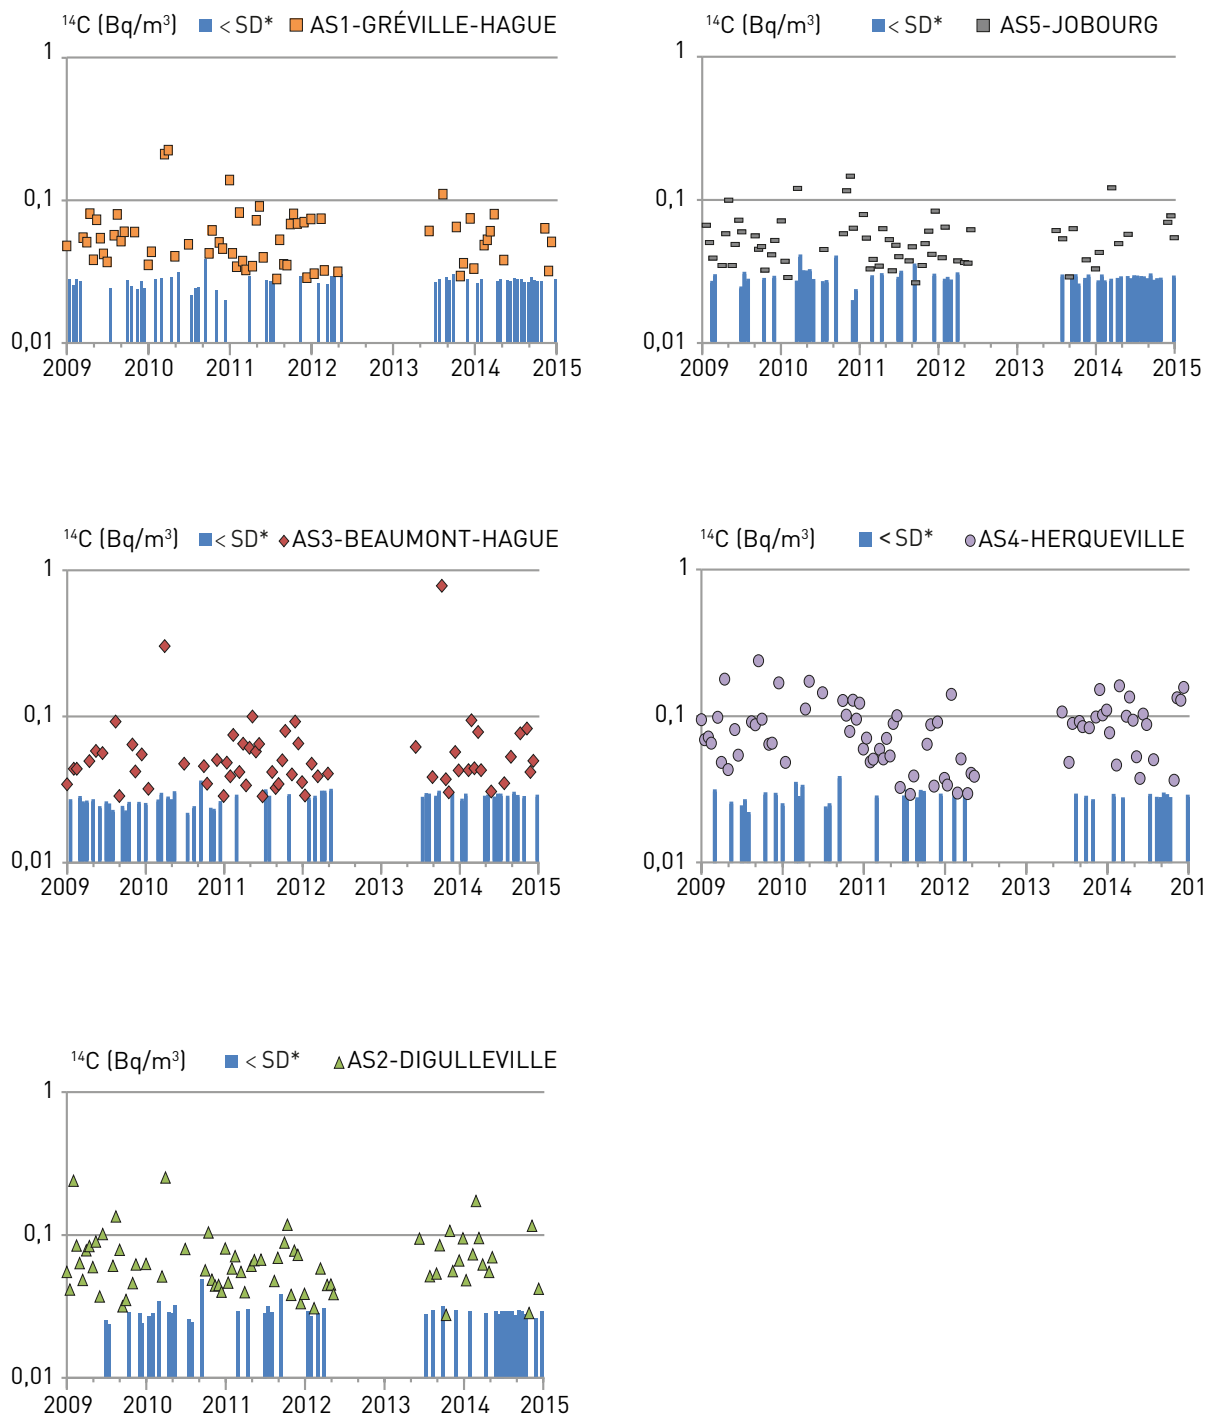 ¹⁴C (Bq/m³) < SD* AS1-GRÉVILLE-HAGUE
1
0,1
0,01
2009 2010 2011 2012 2013 2014 2015
¹⁴C (Bq/m³) < SD* AS5-JOBOURG
1
0,1
0,01
2009 2010 2011 2012 2013 2014 2015
¹⁴C (Bq/m³) < SD* AS3-BEAUMONT-HAGUE
1
0,1
0,01
2009 2010 2011 2012 2013 2014 2015
¹⁴C (Bq/m³) < SD* AS4-HERQUEVILLE
1
0,1
0,01
2009 2010 2011 2012 2013 2014 201
¹⁴C (Bq/m³) < SD* AS2-DIGULLEVILLE
1
0,1
0,01
2009 2010 2011 2012 2013 2014 2015